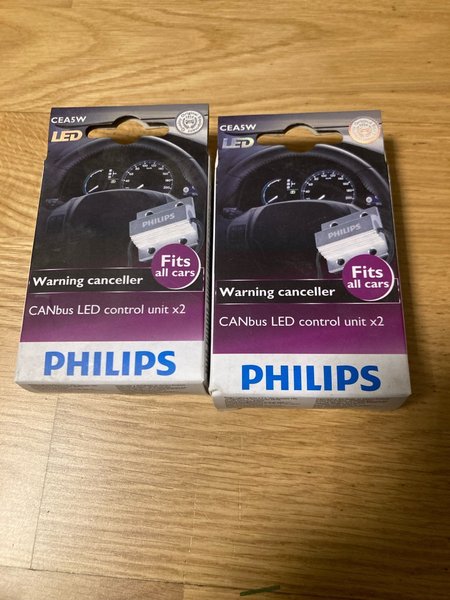 CEA5W
LED
PHILIPS
Fits
all cars
Warning canceller
CANbus LED control unit x2
PHILIPS
CEA5W
LED
PHILIPS
Fits
all cars
Warning canceller
CANbus LED control unit x2
PHILIPS